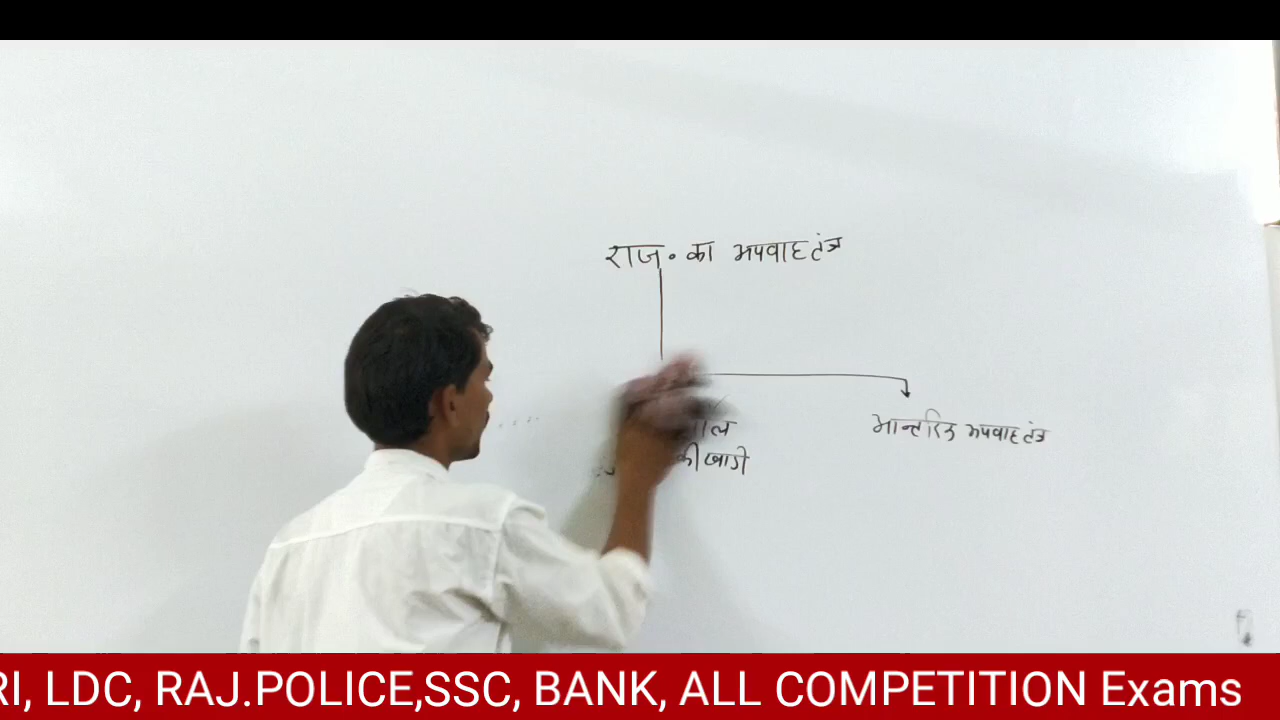 राज. का अपवाह तंत्र
आन्तरिक अपवाह तंत्र
की खाड़ी
RI, LDC, RAJ.POLICE,SSC, BANK, ALL COMPETITION Exams